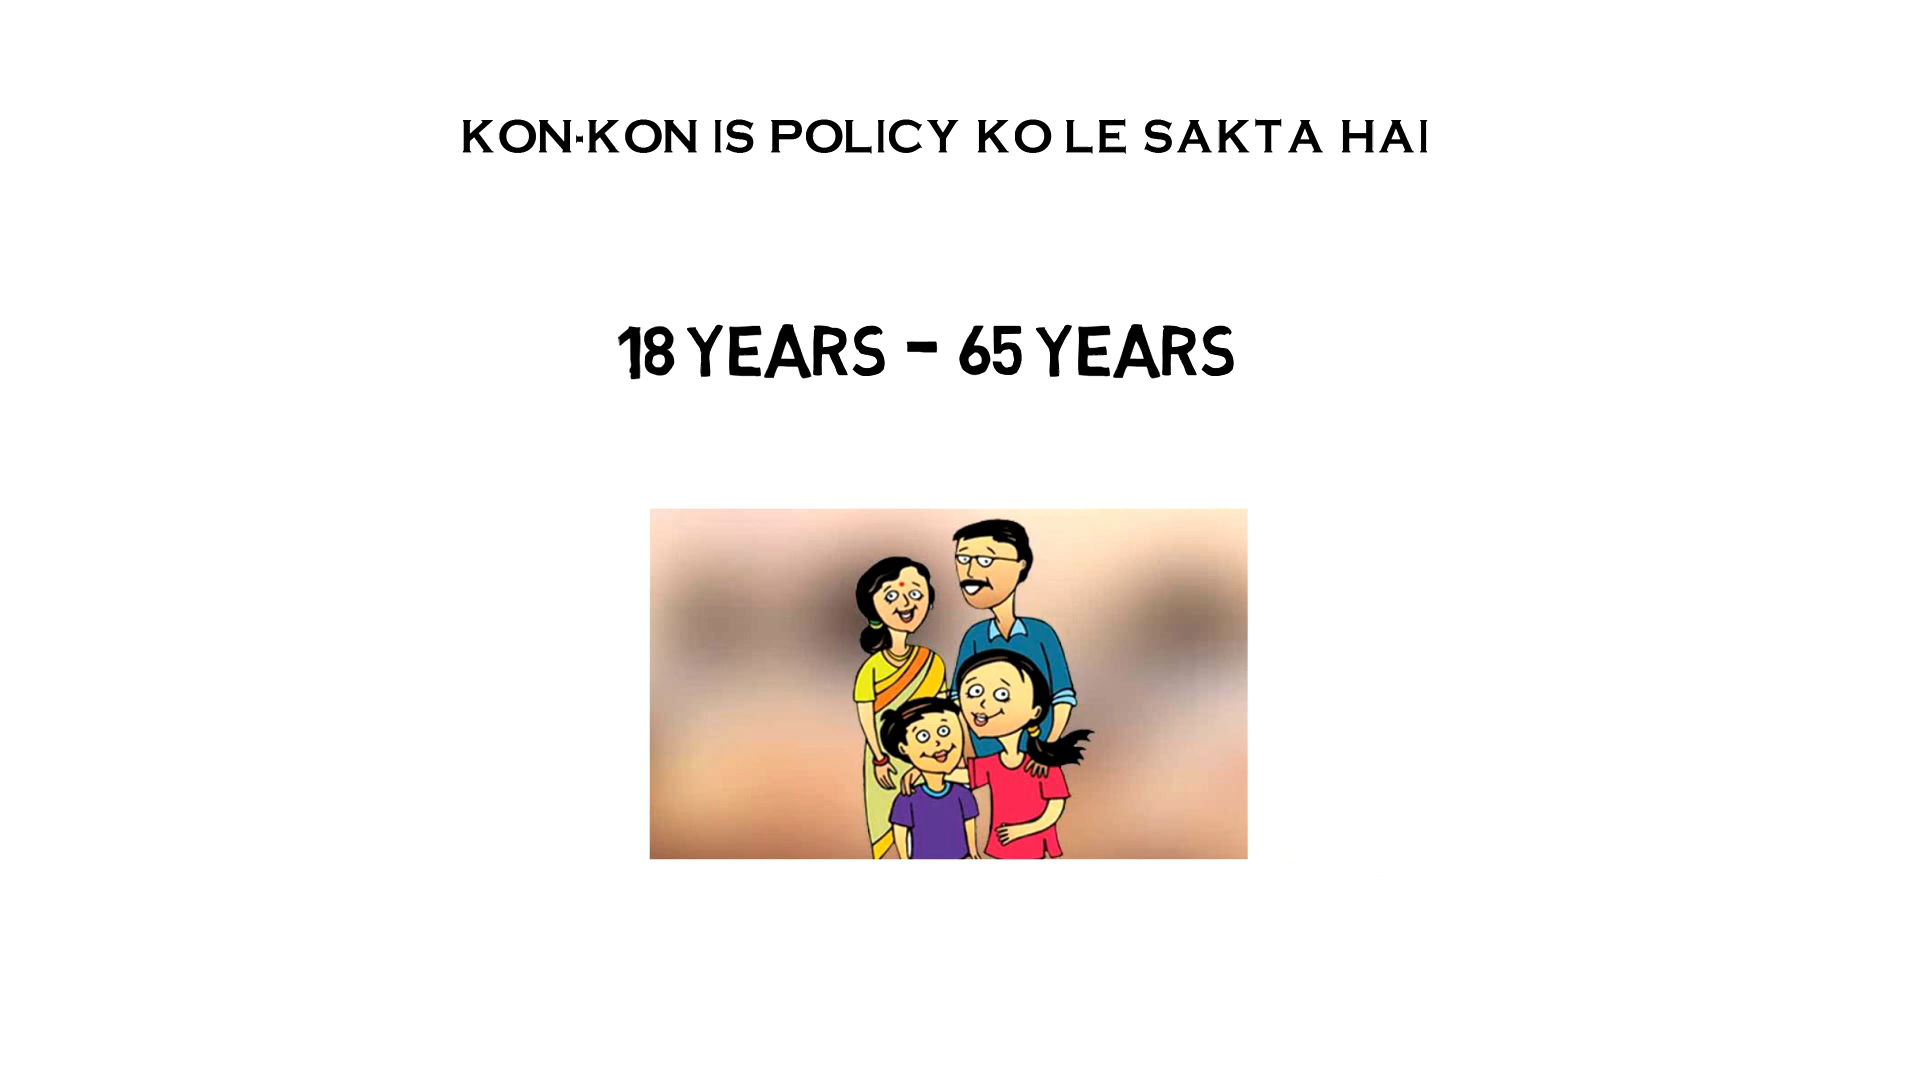 KON-KON IS POLICY KO LE SAKTA HAI
18 YEARS - 65 YEARS